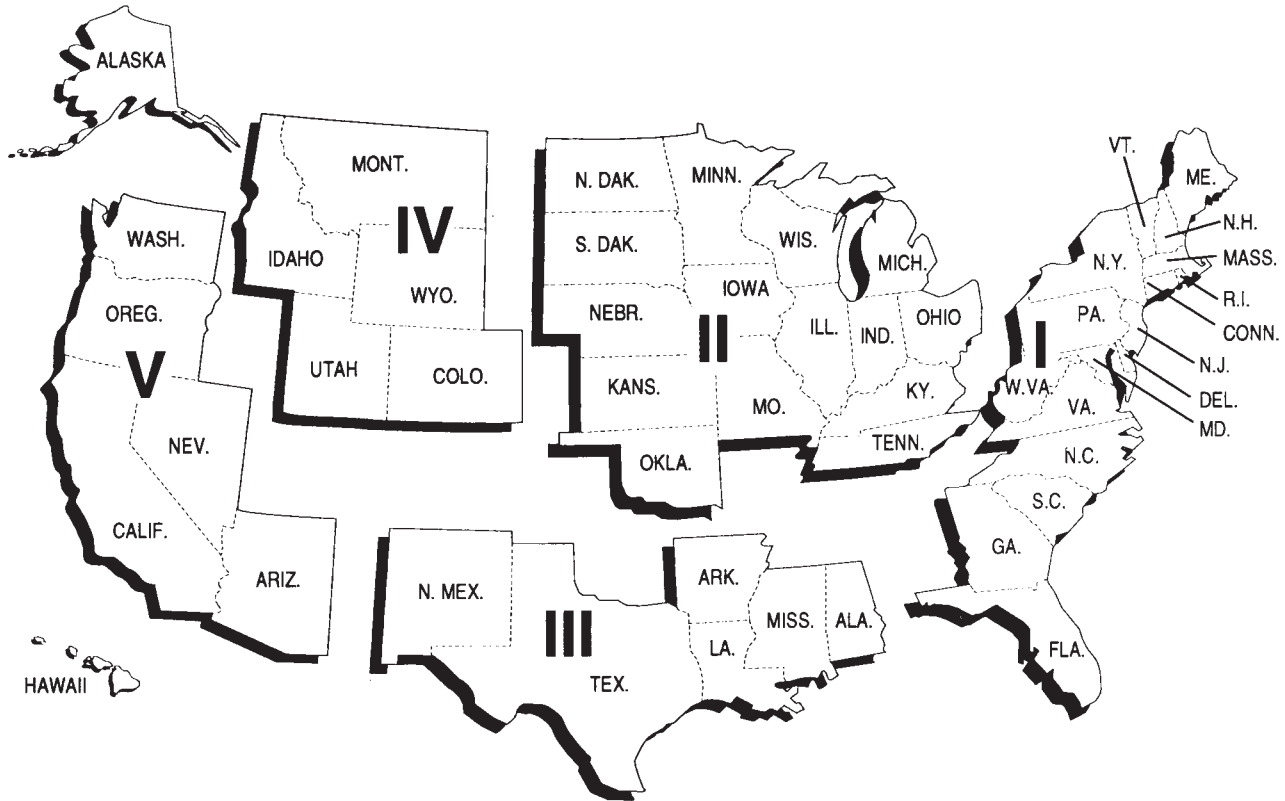 ALASKA
MONT.
IV
IDAHO
WYO.
UTAH
COLO.
WASH.
OREG.
V
NEV.
CALIF.
ARIZ.
HAWAII
N. DAK.
MINN.
S. DAK.
WIS.
MICH.
IOWA
NEBR.
II
ILL.
IND.
OHIO
KANS.
MO.
KY.
OKLA.
TENN.
N. MEX.
III
TEX.
ARK.
LA.
MISS.
ALA.
VT.
ME.
N.H.
N.Y.
MASS.
R.I.
PA.
CONN.
I
N.J.
W.VA.
DEL.
VA.
MD.
N.C.
S.C.
GA.
FLA.